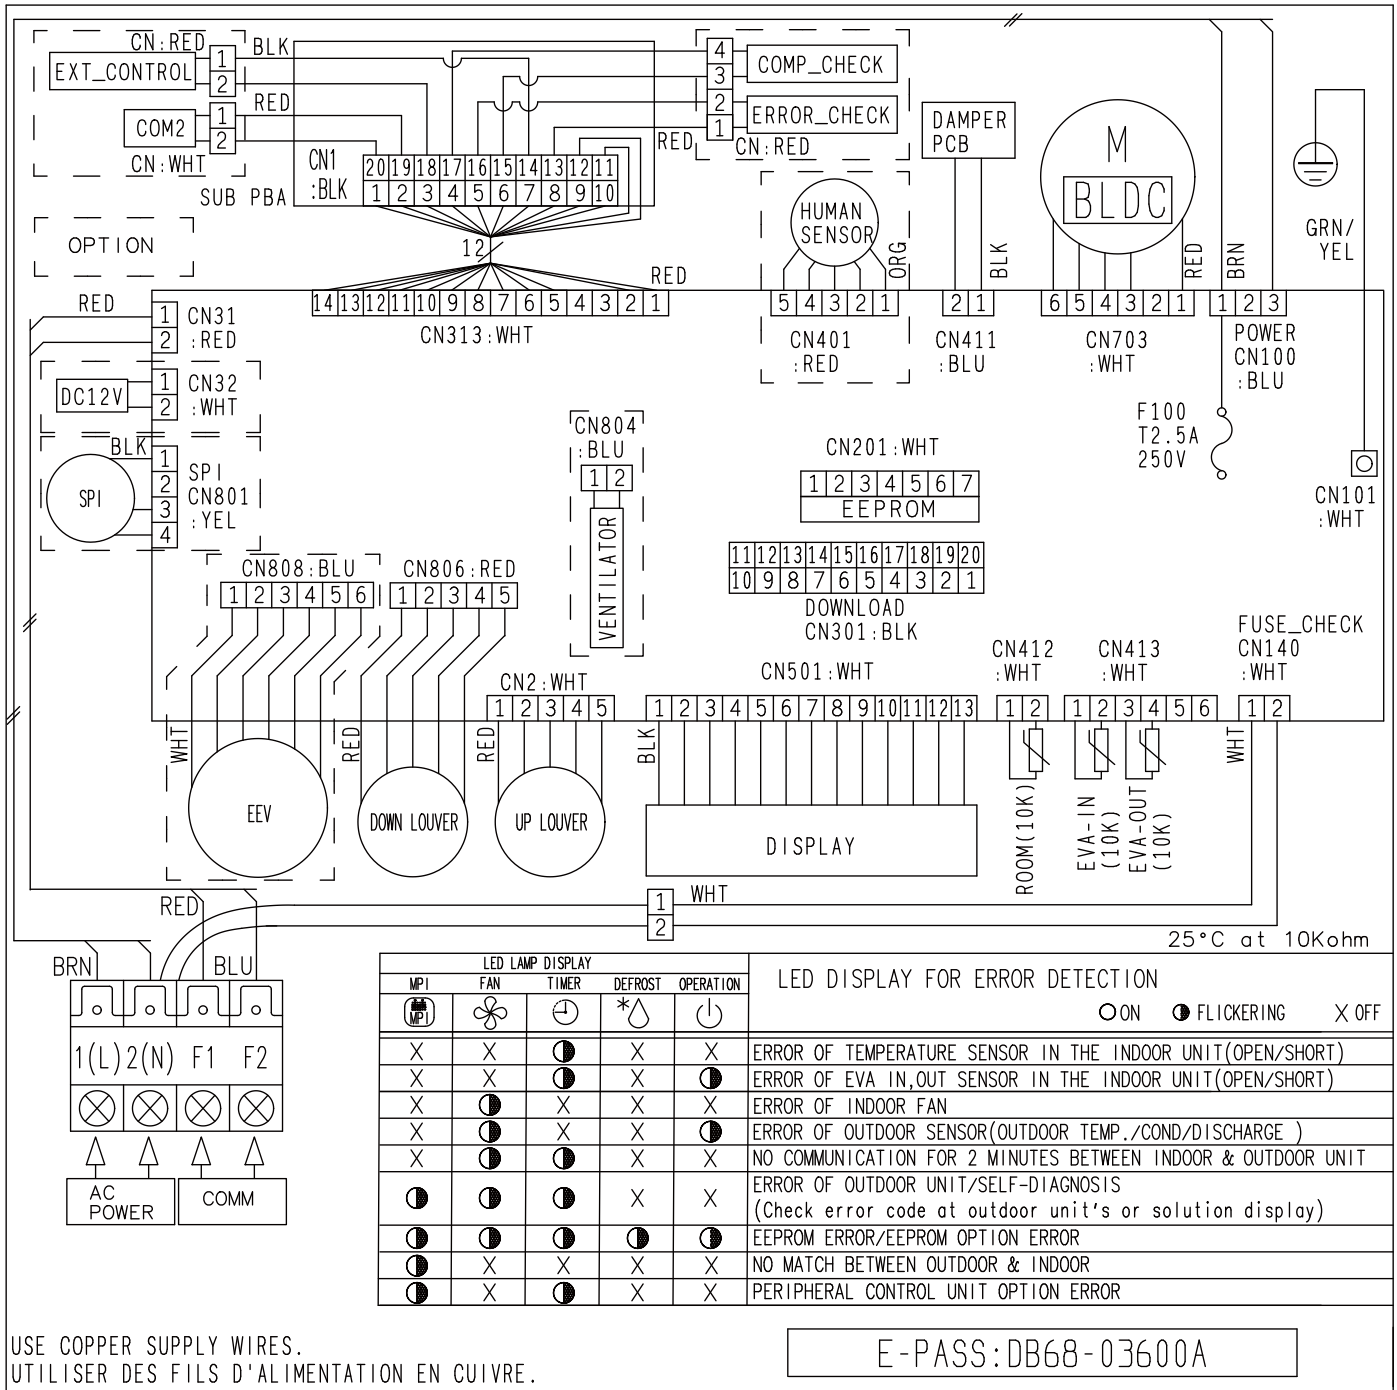 CN:RED
BLK
EXT_CONTROL
1
2
RED
COM2
1
2
CN:WHT
SUB PBA
CN1
:BLK
20 19 18 17 16 15 14 13 12 11
1 2 3 4 5 6 7 8 9 10
4
3
COMP_CHECK
2
1
ERROR_CHECK
RED
CN:RED
DAMPER
PCB
M
BLDC
GRN/
YEL
HUMAN
SENSOR
ORG
BLK
RED
BRN
OPTION
12
RED
14 13 12 11 10 9 8 7 6 5 4 3 2 1
CN313:WHT
5 4 3 2 1
CN401
:RED
2 1
CN411
:BLU
6 5 4 3 2 1
CN703
:WHT
1 2 3
POWER
CN100
:BLU
RED
1
2
CN31
:RED
DC12V
1
2
CN32
:WHT
BLK
SPI
1
2
3
4
SPI
CN801
:YEL
F100
T2.5A
250V
CN101
:WHT
CN804
:BLU
1 2
VENTILATOR
CN201:WHT
1 2 3 4 5 6 7
EEPROM
11 12 13 14 15 16 17 18 19 20
10 9 8 7 6 5 4 3 2 1
DOWNLOAD
CN301:BLK
CN808:BLU
1 2 3 4 5 6
CN806:RED
1 2 3 4 5
CN2:WHT
1 2 3 4 5
CN501:WHT
1 2 3 4 5 6 7 8 9 10 11 12 13
CN412
:WHT
1 2
CN413
:WHT
1 2 3 4 5 6
FUSE_CHECK
CN140
:WHT
1 2
WHT
RED
RED
BLK
WHT
EEV
DOWN LOUVER
UP LOUVER
DISPLAY
ROOM(10K)
EVA-IN
(10K)
EVA-OUT
(10K)
1
2
WHT
25°C at 10Kohm
RED
BRN
BLU
1(L) 2(N) F1 F2
AC
POWER
COMM
LED LAMP DISPLAY
MPI FAN TIMER DEFROST OPERATION
MPI
LED DISPLAY FOR ERROR DETECTION
ON FLICKERING X OFF
X X X X ERROR OF TEMPERATURE SENSOR IN THE INDOOR UNIT(OPEN/SHORT)
X X X ERROR OF EVA IN,OUT SENSOR IN THE INDOOR UNIT(OPEN/SHORT)
X X X X ERROR OF INDOOR FAN
X X X ERROR OF OUTDOOR SENSOR(OUTDOOR TEMP./COND/DISCHARGE )
X X X NO COMMUNICATION FOR 2 MINUTES BETWEEN INDOOR & OUTDOOR UNIT
X X ERROR OF OUTDOOR UNIT/SELF-DIAGNOSIS
(Check error code at outdoor unit's or solution display)
EEPROM ERROR/EEPROM OPTION ERROR
X X X X NO MATCH BETWEEN OUTDOOR & INDOOR
X X X PERIPHERAL CONTROL UNIT OPTION ERROR
USE COPPER SUPPLY WIRES.
UTILISER DES FILS D'ALIMENTATION EN CUIVRE.
E-PASS:DB68-03600A